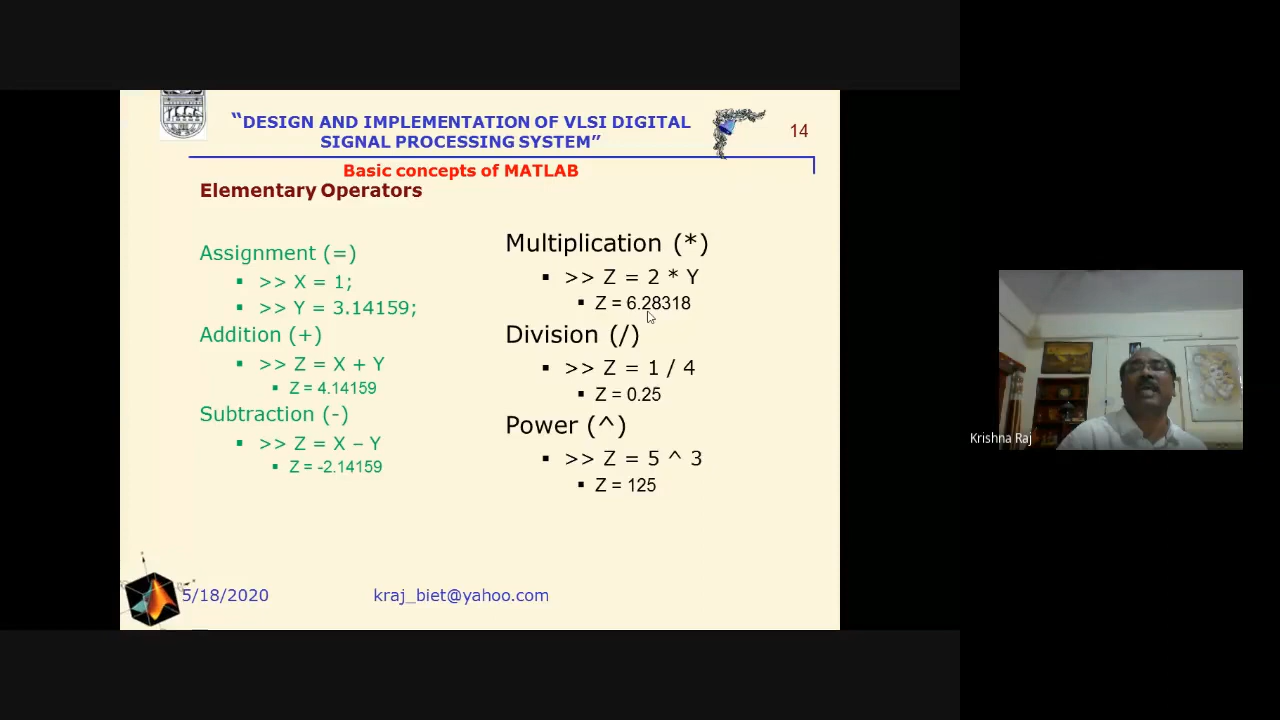 “DESIGN AND IMPLEMENTATION OF VLSI DIGITAL
SIGNAL PROCESSING SYSTEM”
14
Basic concepts of MATLAB
Elementary Operators
Assignment (=)
▪ >> X = 1;
▪ >> Y = 3.14159;
Addition (+)
▪ >> Z = X + Y
▪ Z = 4.14159
Subtraction (-)
▪ >> Z = X – Y
▪ Z = -2.14159
Multiplication (*)
▪ >> Z = 2 * Y
▪ Z = 6.28318
Division (/)
▪ >> Z = 1 / 4
▪ Z = 0.25
Power (^)
▪ >> Z = 5 ^ 3
▪ Z = 125
5/18/2020
kraj_biet@yahoo.com
Krishna Raj